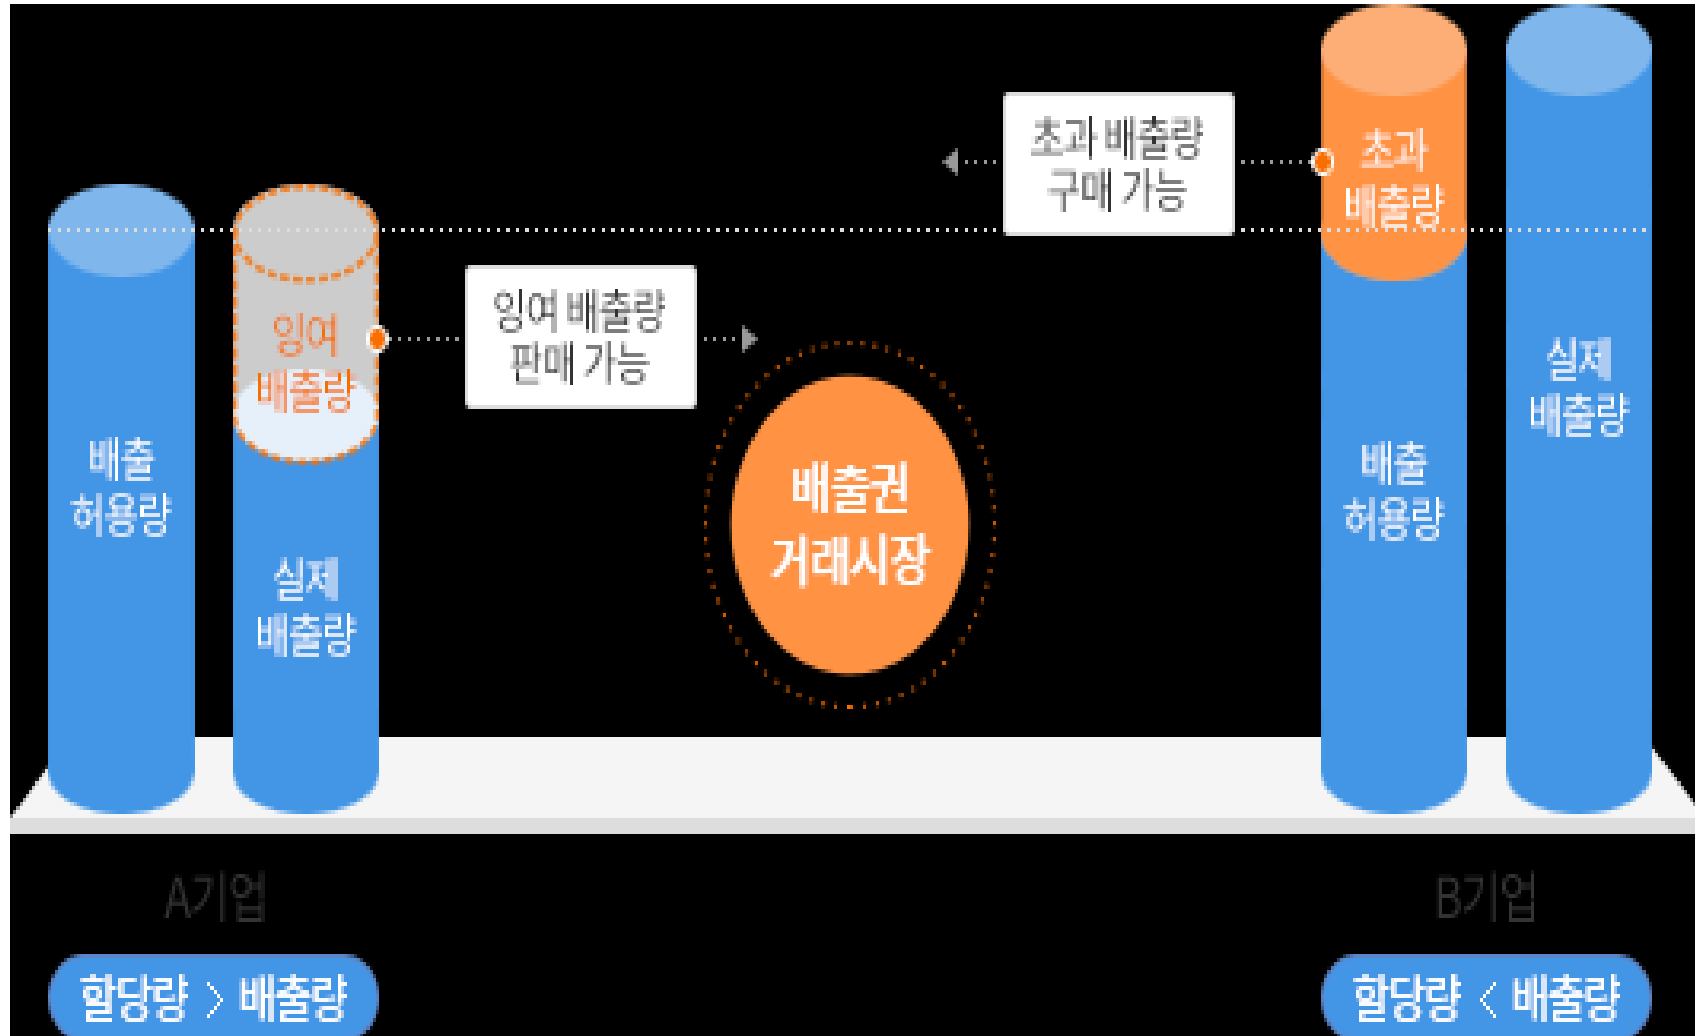 배출
허용량
잉여
배출량
실제
배출량
잉여 배출량
판매 가능
배출권
거래시장
초과 배출량
구매 가능
초과
배출량
배출
허용량
실제
배출량
A기업
할당량 > 배출량
B기업
할당량 < 배출량